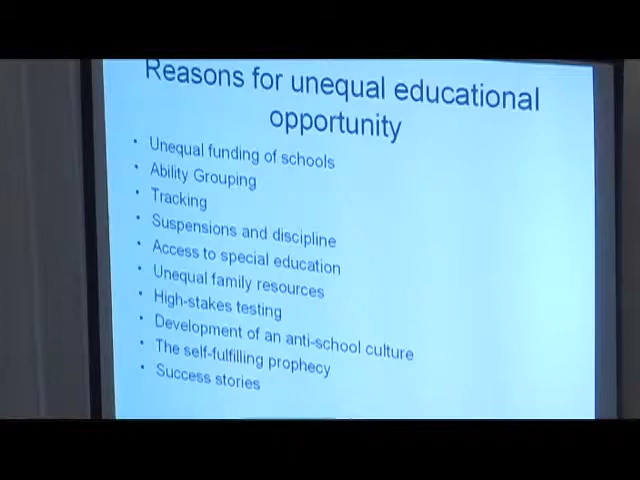 Reasons for unequal educational
opportunity
• Unequal funding of schools
• Ability Grouping
• Tracking
• Suspensions and discipline
• Access to special education
• Unequal family resources
• High-stakes testing
• Development of an anti-school culture
• The self-fulfilling prophecy
• Success stories